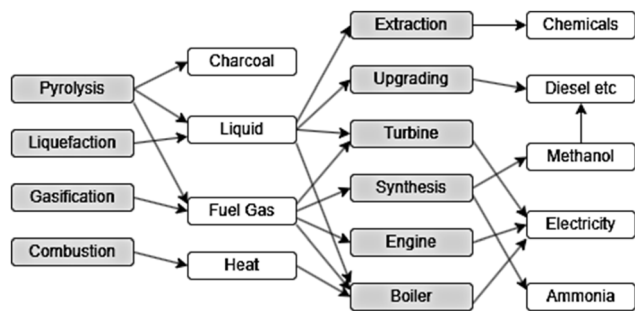 Pyrolysis
Liquefaction
Gasification
Combustion
Charcoal
Liquid
Fuel Gas
Heat
Extraction
Upgrading
Turbine
Synthesis
Engine
Boiler
Chemicals
Diesel etc
Methanol
Electricity
Ammonia